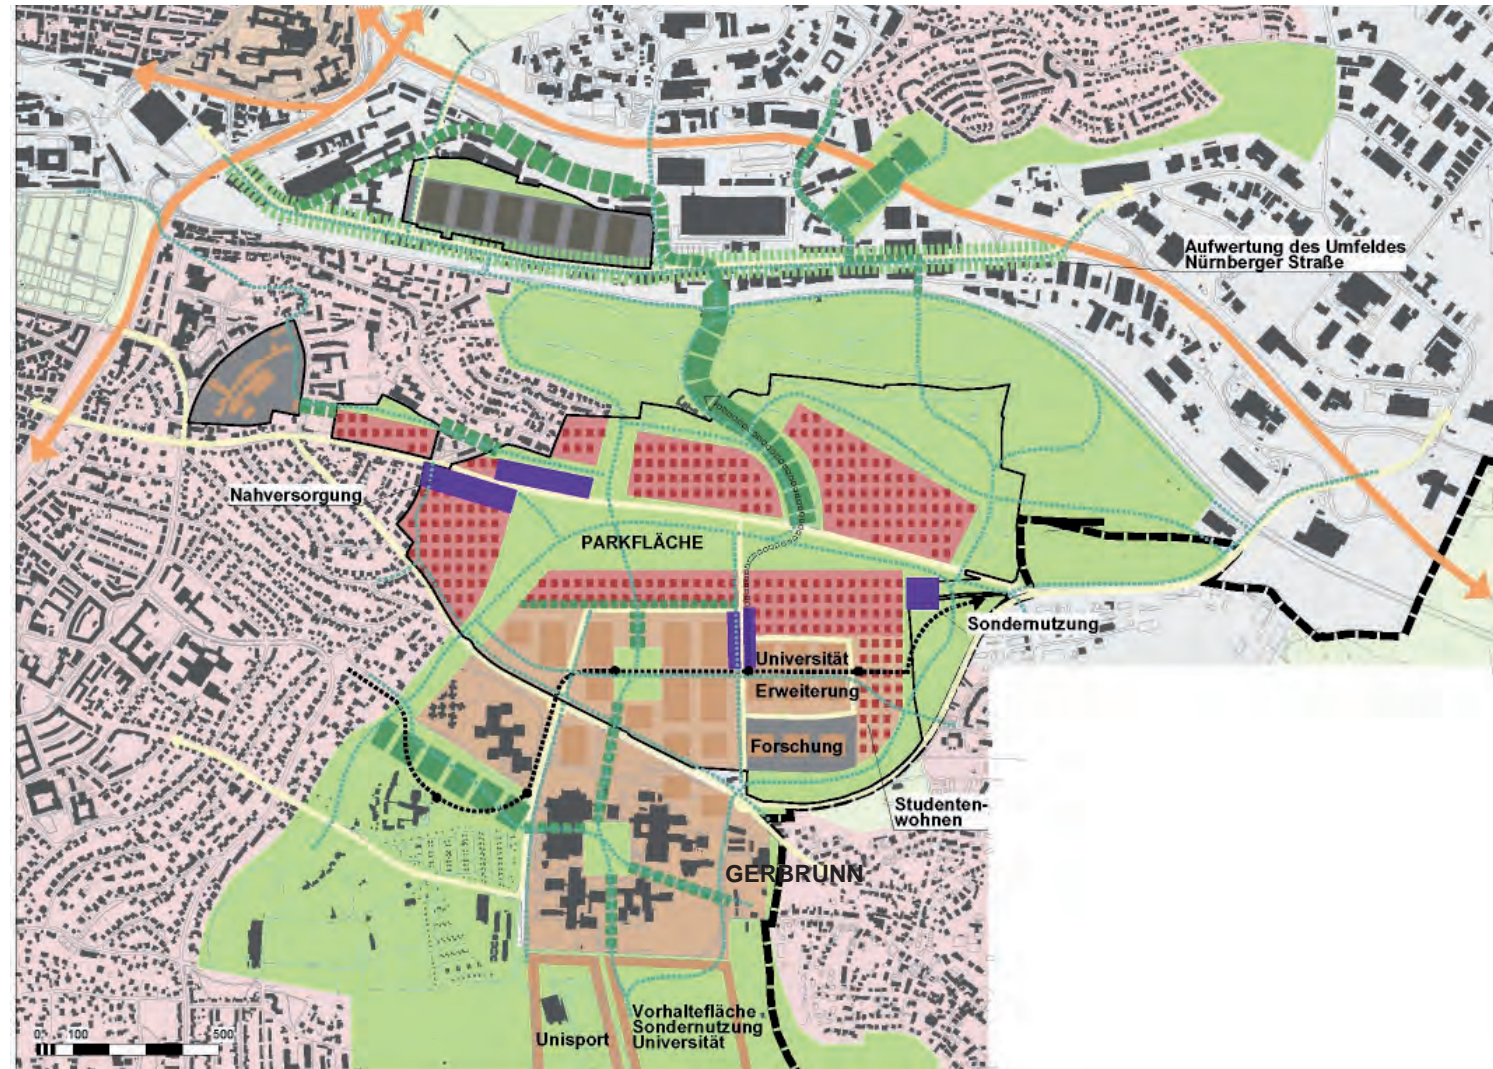 Aufwertung des Umfeldes
Nürnberger Straße
Nahversorgung
PARKFLÄCHE
Sondernutzung
Universität
Erweiterung
Forschung
Studenten-
wohnen
GERBRUNN
Vorhaltefläche
Sondernutzung
Universität
Unisport
0 100 500